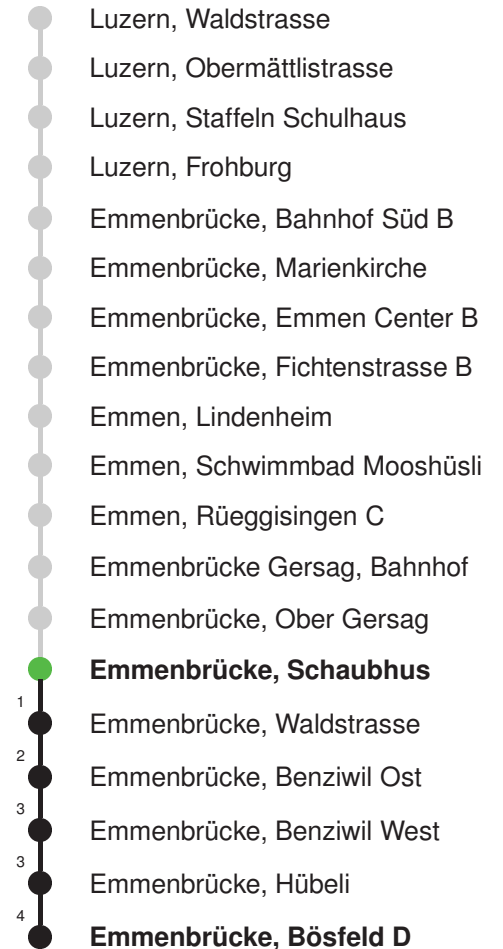 Luzern, Waldstrasse
Luzern, Obermättlistrasse
Luzern, Staffeln Schulhaus
Luzern, Frohburg
Emmenbrücke, Bahnhof Süd B
Emmenbrücke, Marienkirche
Emmenbrücke, Emmen Center B
Emmenbrücke, Fichtenstrasse B
Emmen, Lindenheim
Emmen, Schwimmbad Mooshüsli
Emmen, Rüeggisingen C
Emmenbrücke Gersag, Bahnhof
Emmenbrücke, Ober Gersag
Emmenbrücke, Schaubhus
1 Emmenbrücke, Waldstrasse
2 Emmenbrücke, Benziwil Ost
3 Emmenbrücke, Benziwil West
3 Emmenbrücke, Hübeli
4 Emmenbrücke, Bösfeld D